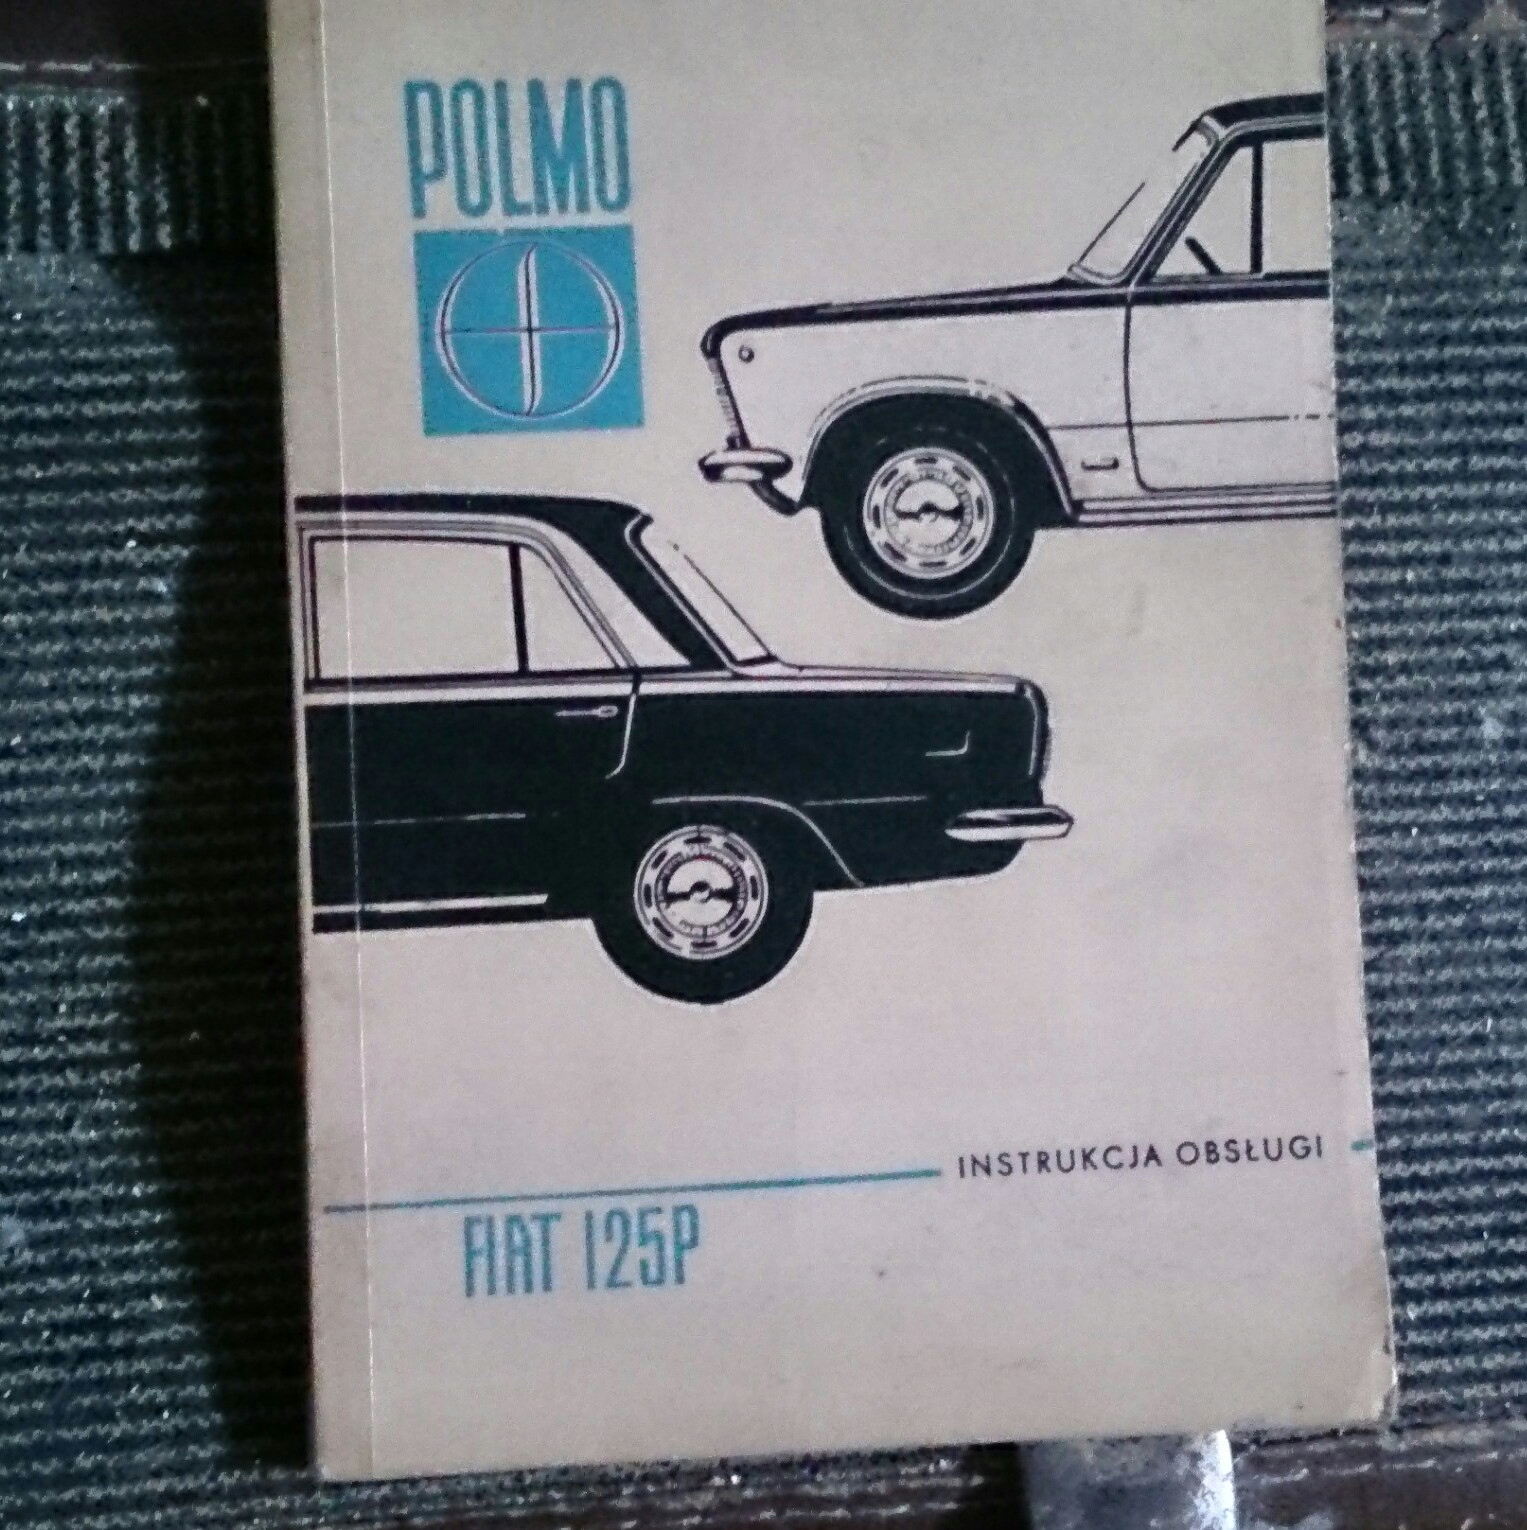 POLMO
INSTRUKCJA OBSŁUGI
FIAT 125P